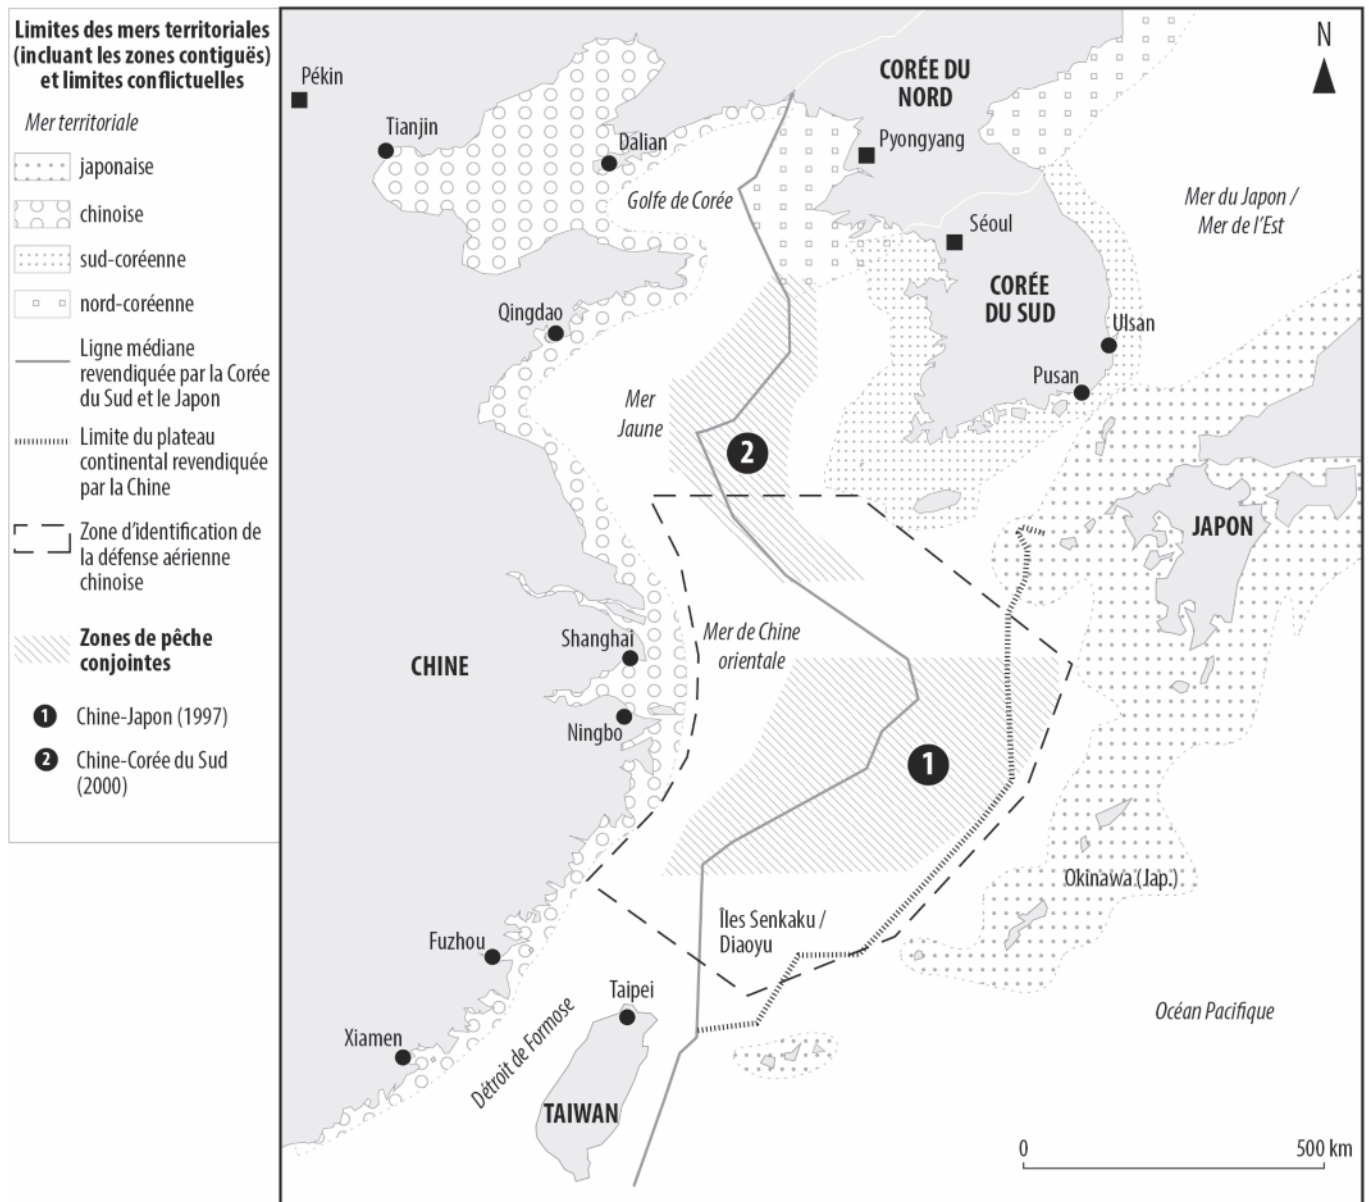 Limites des mers territoriales
(incluant les zones contiguës)
et limites conflictuelles
Mer territoriale
japonaise
chinoise
sud-coréenne
nord-coréenne
Ligne médiane
revendiquée par la Corée
du Sud et le Japon
Limite du plateau
continental revendiquée
par la Chine
Zone d'identification de
la défense aérienne
chinoise
Zones de pêche
conjointes
1 Chine-Japon (1997)
2 Chine-Corée du Sud
(2000)
N
Pékin
Tianjin
Dalian
CORÉE DU
NORD
Pyongyang
Golfe de Corée
Mer du Japon /
Mer de l'Est
Séoul
CORÉE
DU SUD
Qingdao
Ulsan
Pusan
Mer
Jaune
2
JAPON
Shanghai
Mer de Chine
orientale
CHINE
Ningbo
1
Okinawa (Jap.)
Îles Senkaku /
Diaoyu
Fuzhou
Taipei
Océan Pacifique
Xiamen
Détroit de Formose
TAIWAN
0 500 km